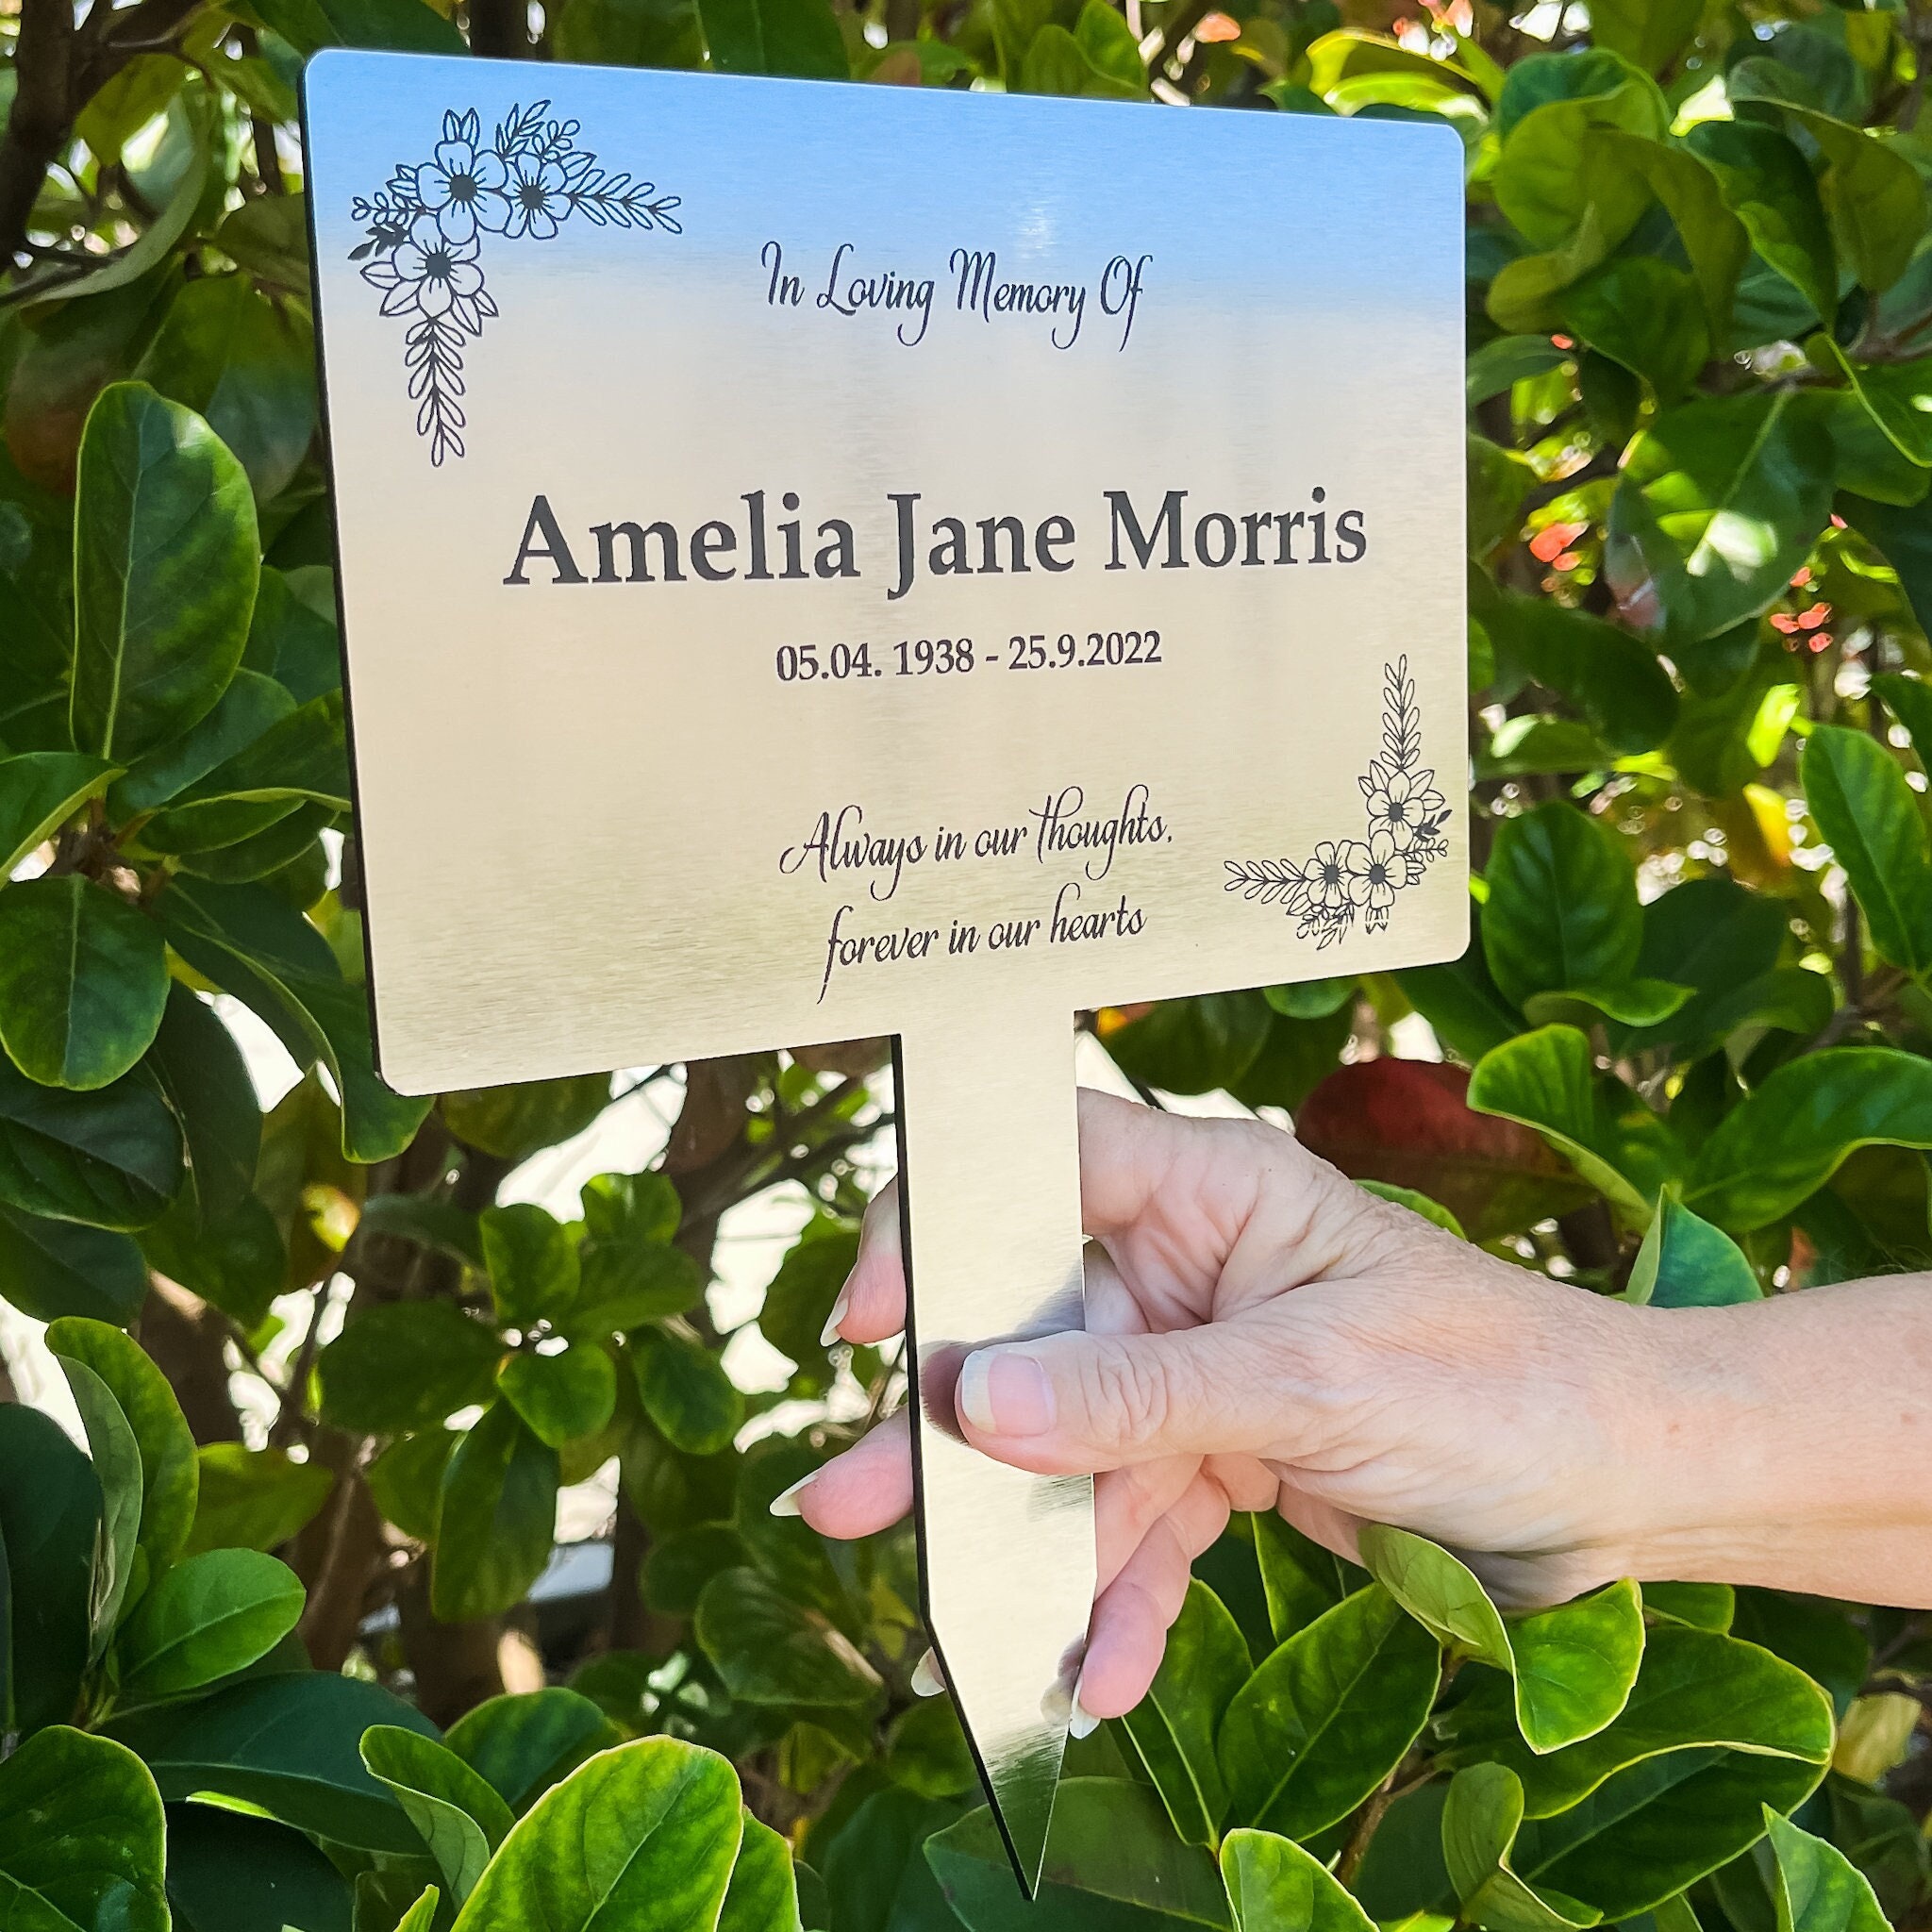 In Loving Memory Of
Amelia Jane Morris
05.04. 1938 - 25.9.2022
Always in our thoughts,
forever in our hearts